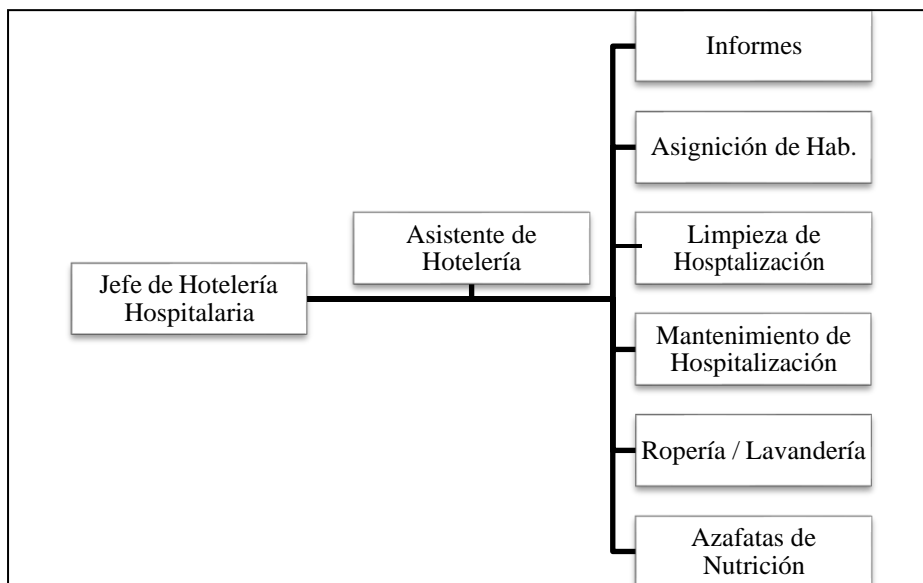 Informes
Asignición de Hab.
Asistente de
Hotelería
Limpieza de
Hosptalización
Jefe de Hotelería
Hospitalaria
Mantenimiento de
Hospitalización
Ropería / Lavandería
Azafatas de
Nutrición